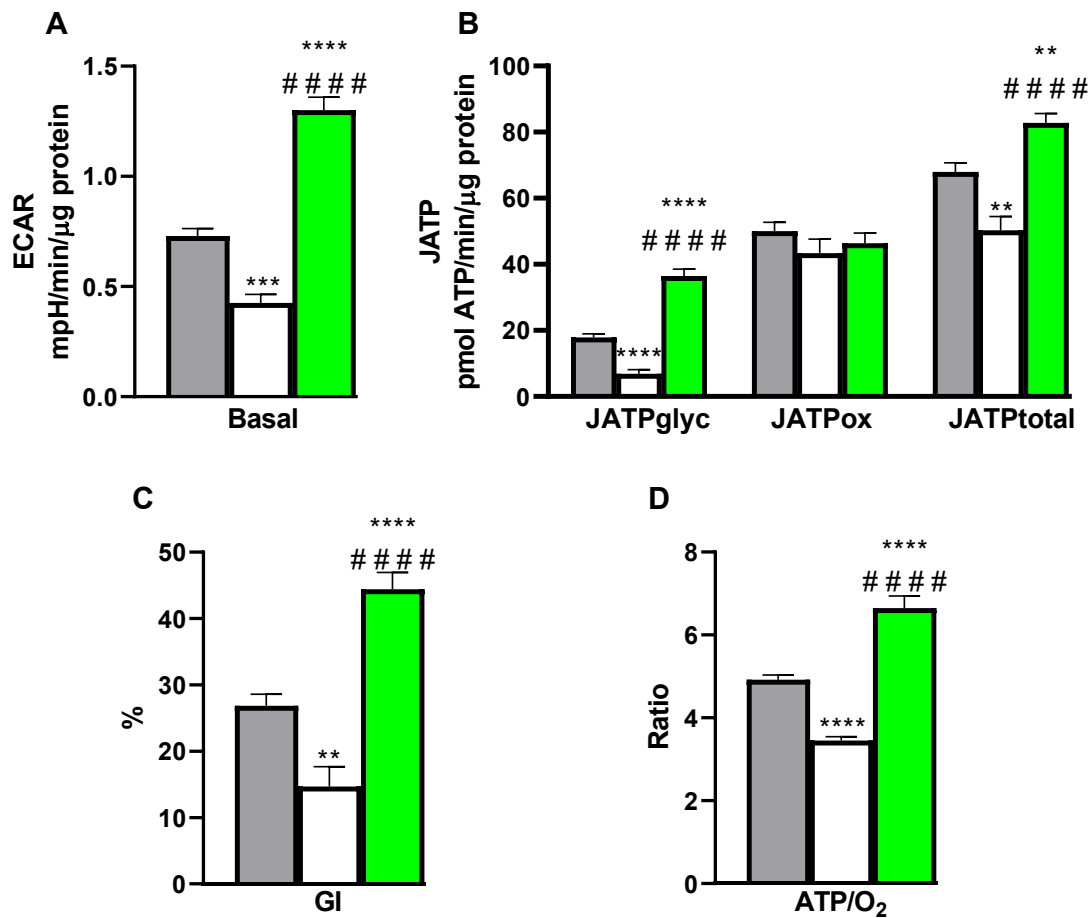 A
ECAR
mpH/min/μg protein
1.5
1.0
0.5
0.0
***
****
# # # #
Basal
B
JATP
pmol ATP/min/μg protein
100
80
60
40
20
0
****
****
# # # #
**
**
# # # #
JATPglyc
JATPox
JATPtotal
C
%
50
40
30
20
10
0
**
****
# # # #
GI
D
Ratio
8
6
4
2
0
****
****
# # # #
ATP/O₂